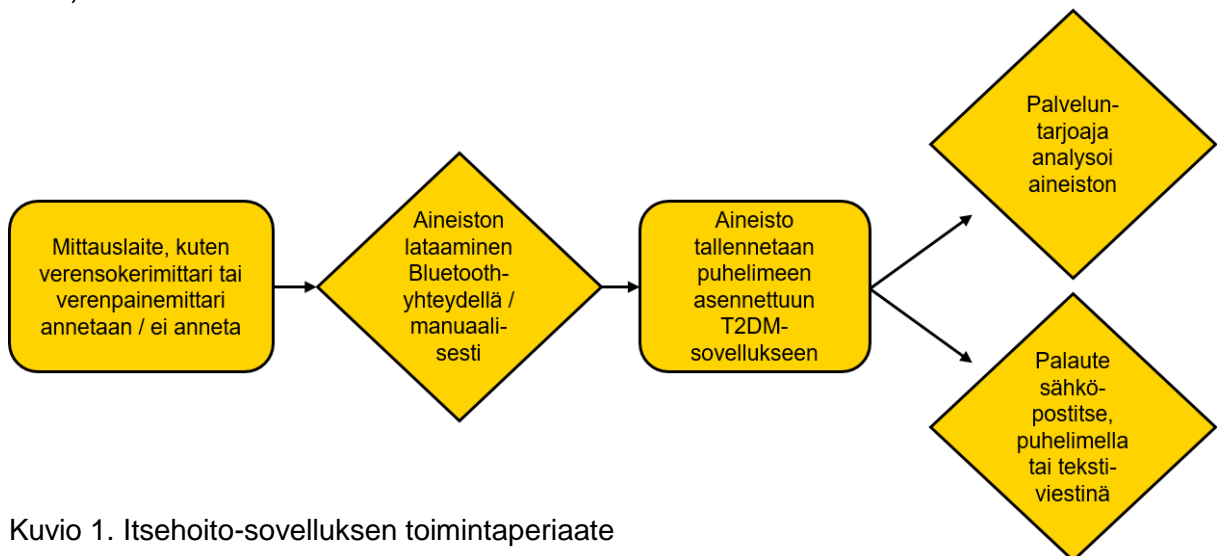 Mittauslaite, kuten
verensokerimittari tai
verenpainemittari
annetaan / ei anneta
Aineiston
lataaminen
Bluetooth-
yhteydellä /
manuaali-
sesti
Aineisto
tallennetaan
puhelimeen
asennettuun
T2DM-
sovellukseen
Palvelun-
tarjoaja
analysoi
aineiston
Palaute
sähkö-
postitse,
puhelimella
tai teksti-
viestinä
Kuvio 1. Itsehoito-sovelluksen toimintaperiaate